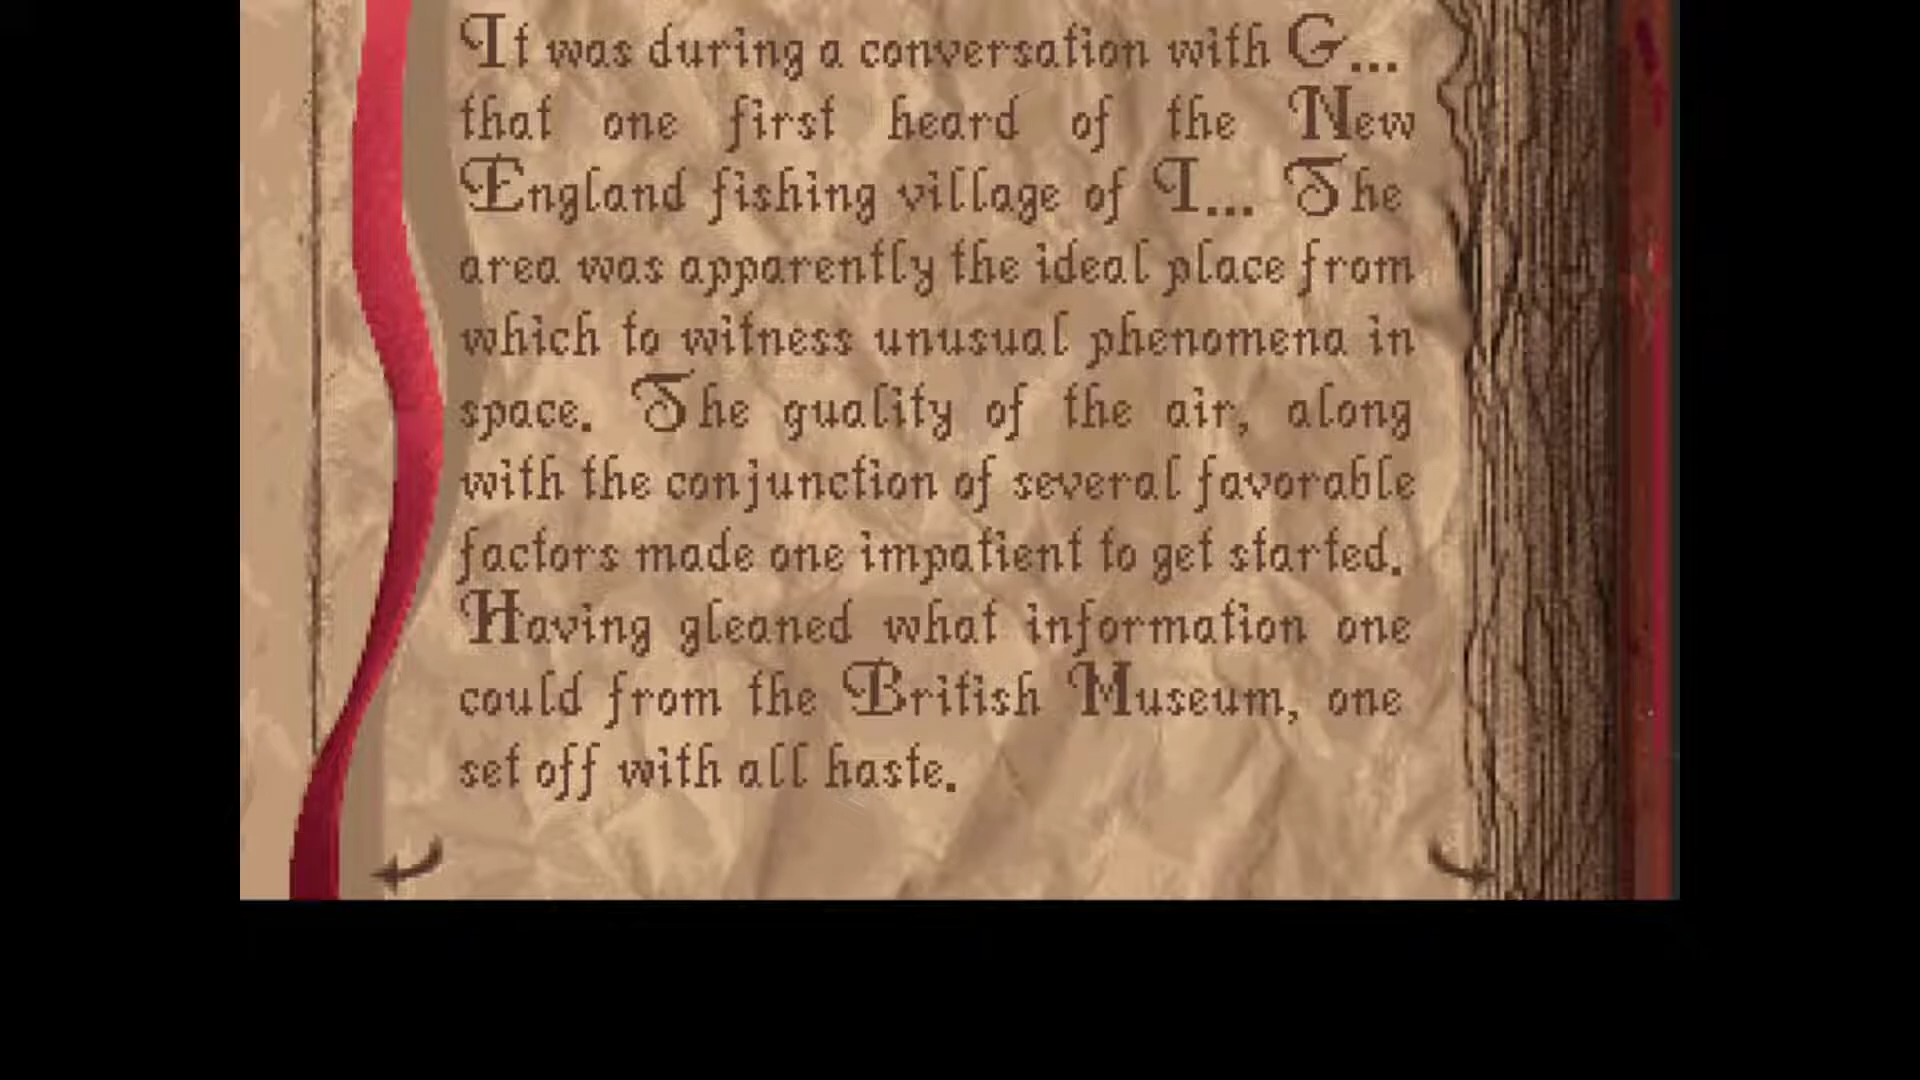 It was during a conversation with G...
that one first heard of the New
England fishing village of I... The
area was apparently the ideal place from
which to witness unusual phenomena in
space. The quality of the air, along
with the conjunction of several favorable
factors made one impatient to get started.
Having gleaned what information one
could from the British Museum, one
set off with all haste.